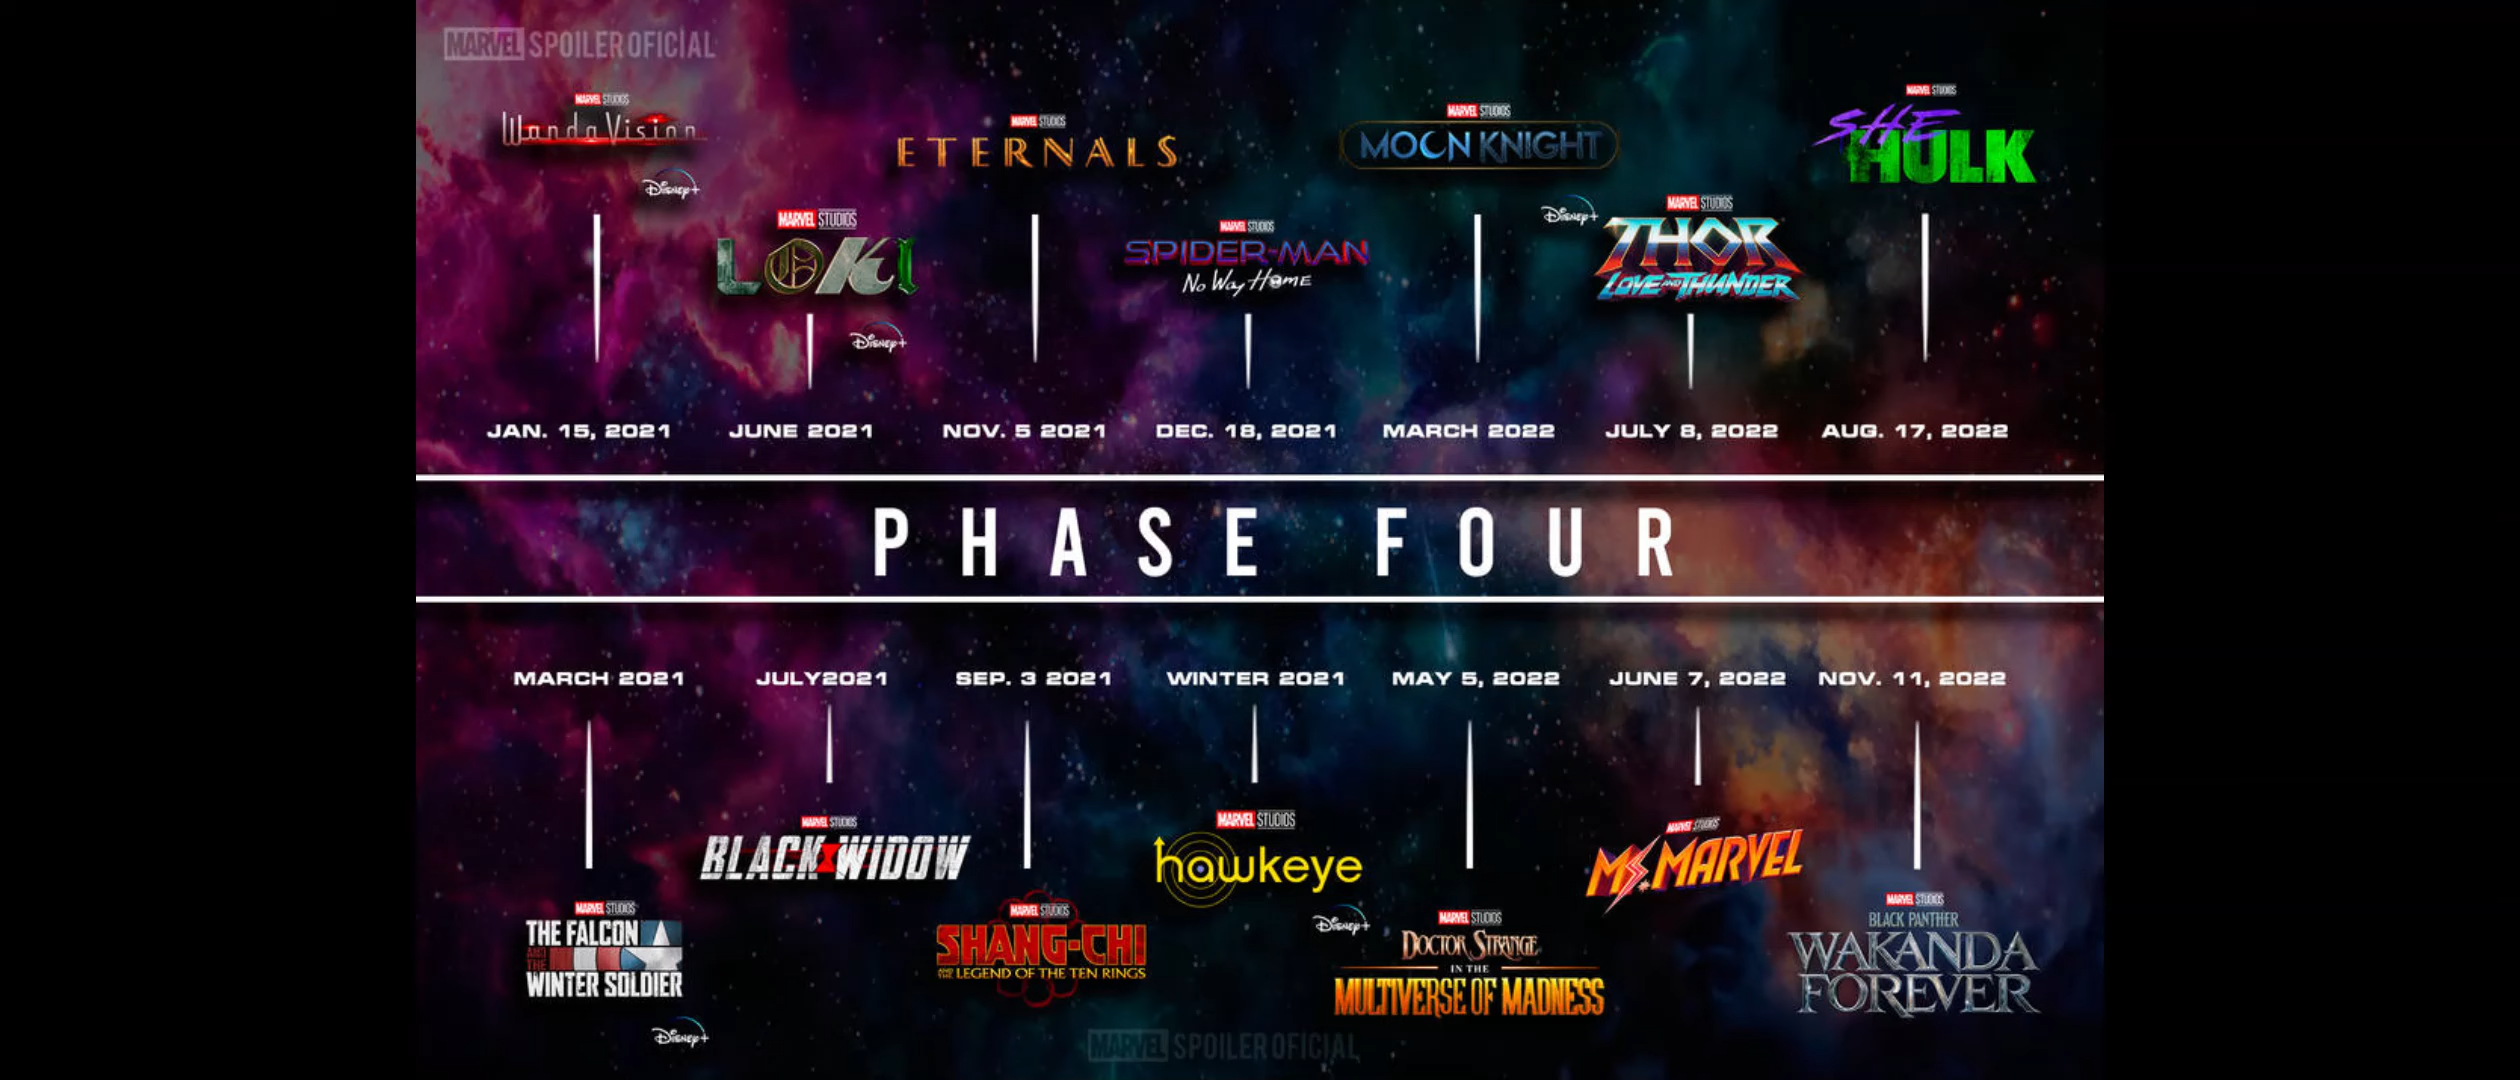 MARVEL SPOILER OFICIAL
MARVEL STUDIOS
WandaVision
Disney+
MARVEL STUDIOS
LOKI
Disney+
MARVEL STUDIOS
ETERNALS
MARVEL STUDIOS
SPIDER-MAN
No Way Home
MARVEL STUDIOS
MOON KNIGHT
Disney+
MARVEL STUDIOS
THOR
LOVE AND THUNDER
MARVEL STUDIOS
SHE
HULK
JAN. 15, 2021 JUNE 2021 NOV. 5 2021 DEC. 18, 2021 MARCH 2022 JULY 8, 2022 AUG. 17, 2022
PHASE FOUR
MARCH 2021 JULY2021 SEP. 3 2021 WINTER 2021 MAY 5, 2022 JUNE 7, 2022 NOV. 11, 2022
MARVEL STUDIOS
THE FALCON
AND
THE
WINTER SOLDIER
Disney+
MARVEL STUDIOS
BLACK WIDOW
MARVEL STUDIOS
SHANG-CHI
AND THE LEGEND OF THE TEN RINGS
MARVEL STUDIOS
hawkeye
Disney+
MARVEL STUDIOS
DOCTOR STRANGE
IN THE
MULTIVERSE OF MADNESS
MARVEL STUDIOS
MS. MARVEL
MARVEL STUDIOS
BLACK PANTHER
WAKANDA
FOREVER
MARVEL SPOILER OFICIAL